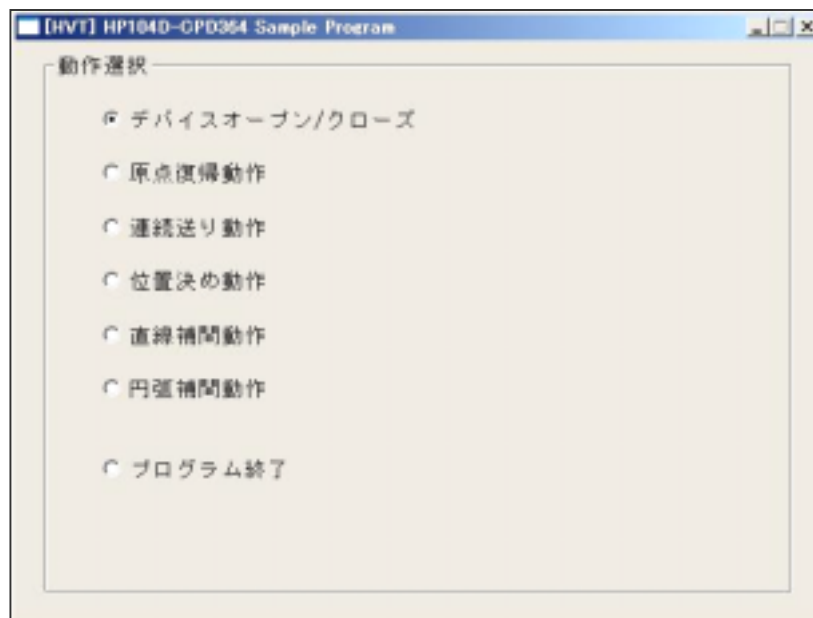 [HVT] HP104D-CPD364 Sample Program
動作選択
デバイスオープン/クローズ
原点復帰動作
連続送り動作
位置決め動作
直線補間動作
円弧補間動作
プログラム終了